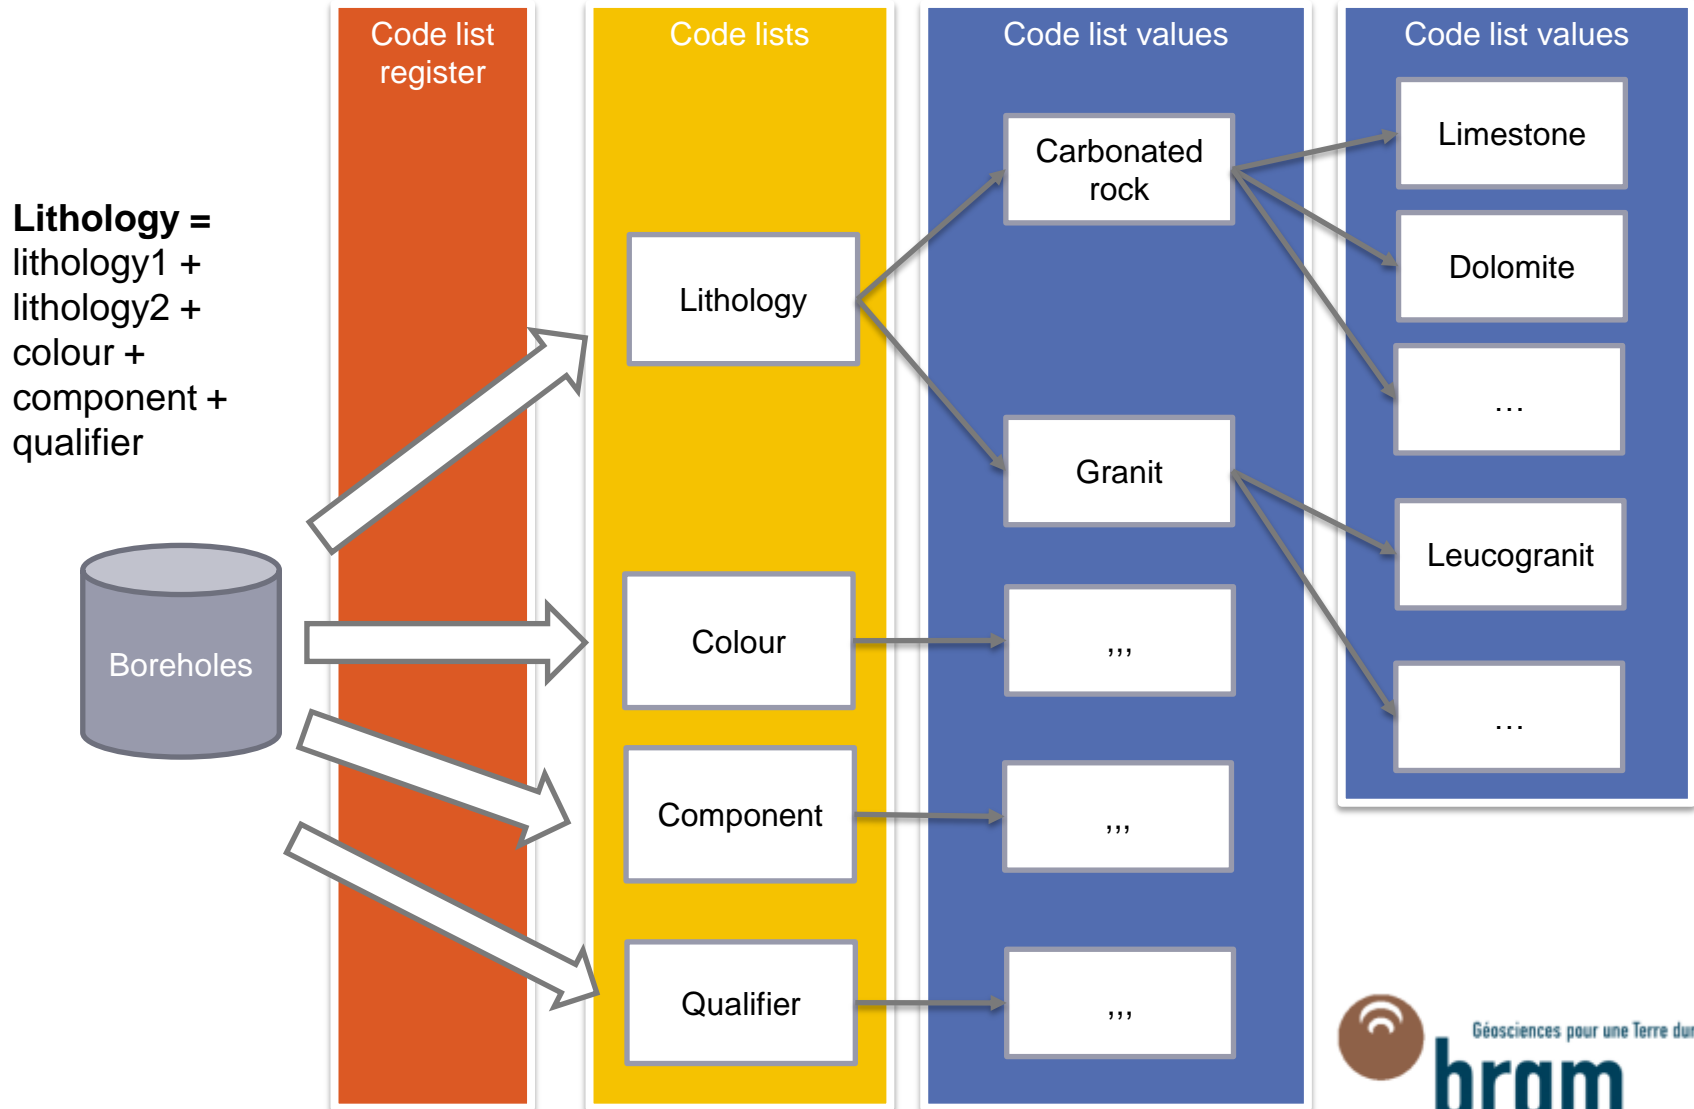 Code list
register
Code lists
Code list values
Code list values
Lithology =
lithology1 +
lithology2 +
colour +
component +
qualifier
Boreholes
Lithology
Colour
Component
Qualifier
Carbonated
rock
Granit
,,,
,,,
,,,
Limestone
Dolomite
...
Leucogranit
...
Géosciences pour une Terre dur
brgm